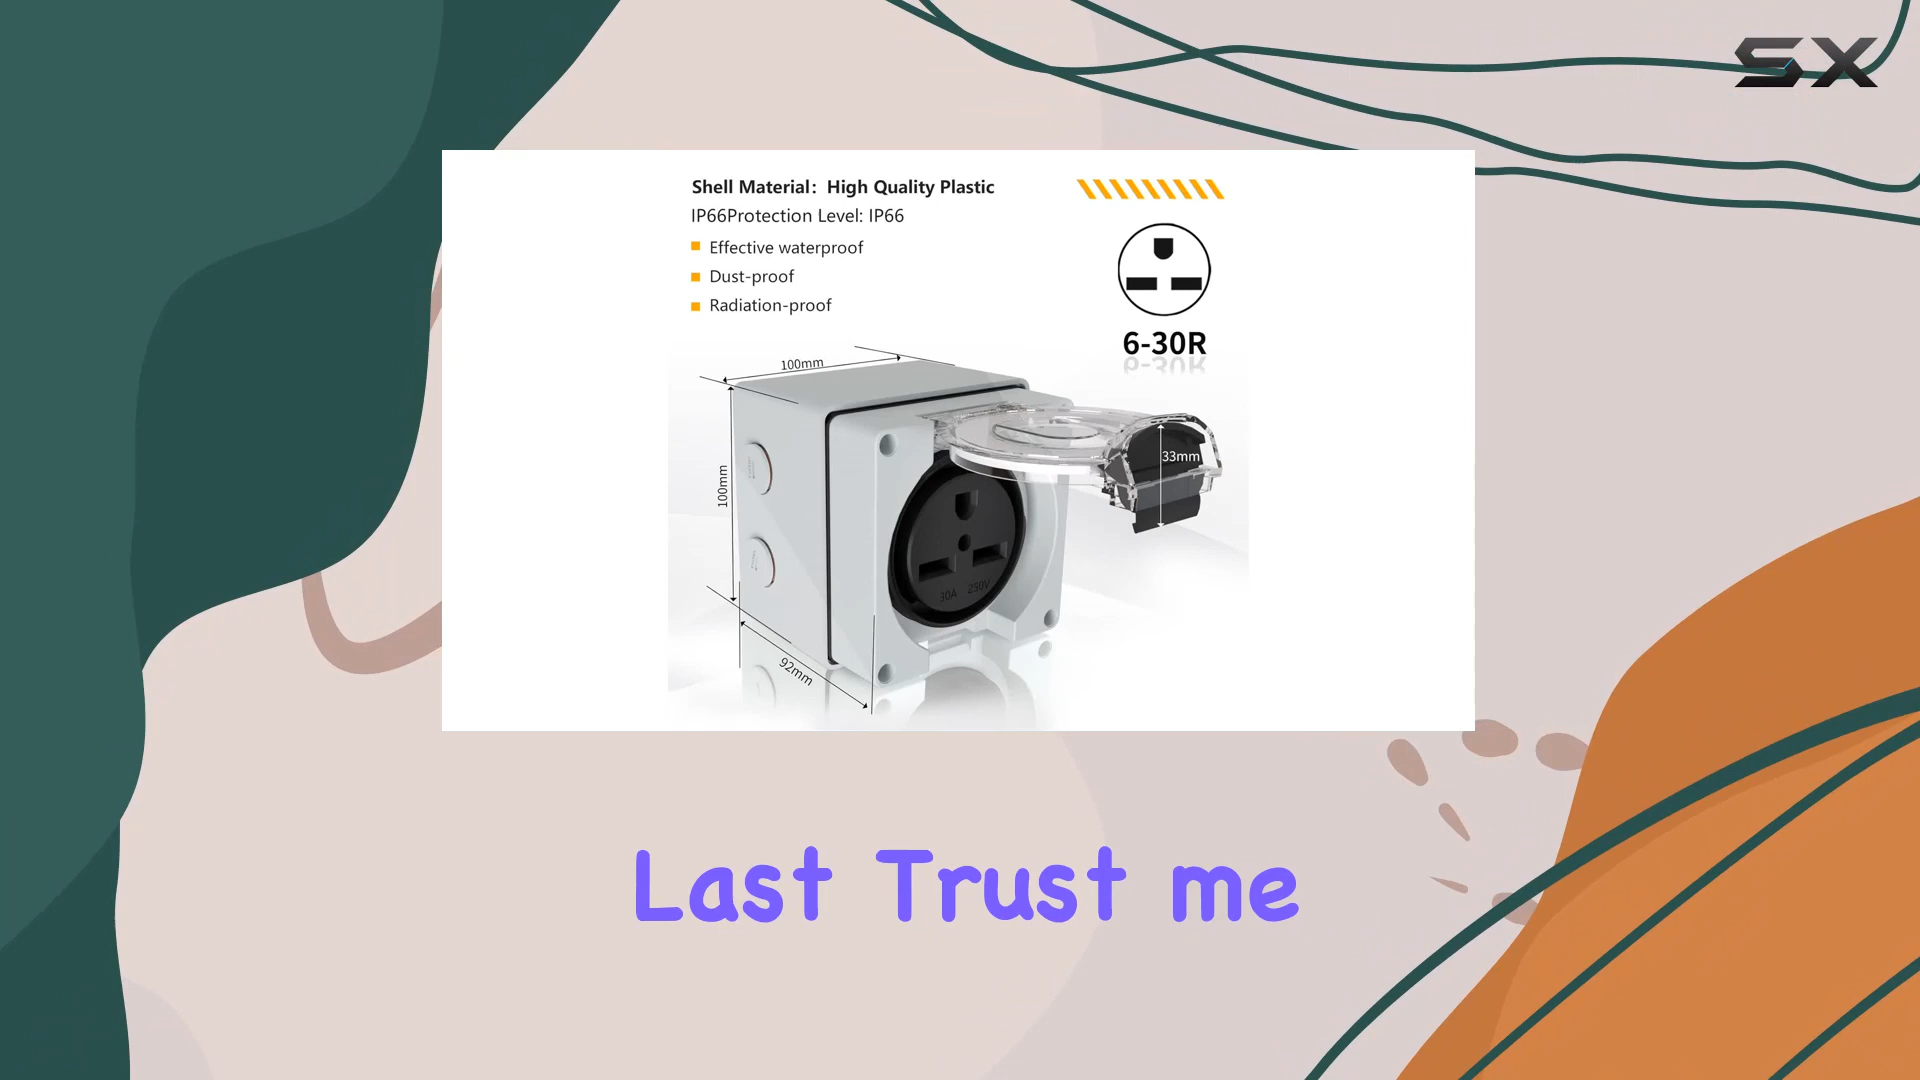 SX
Shell Material: High Quality Plastic
IP66Protection Level: IP66
Effective waterproof
Dust-proof
Radiation-proof
6-30R
100mm
100mm
33mm
30A 250V
92mm
Last Trust me